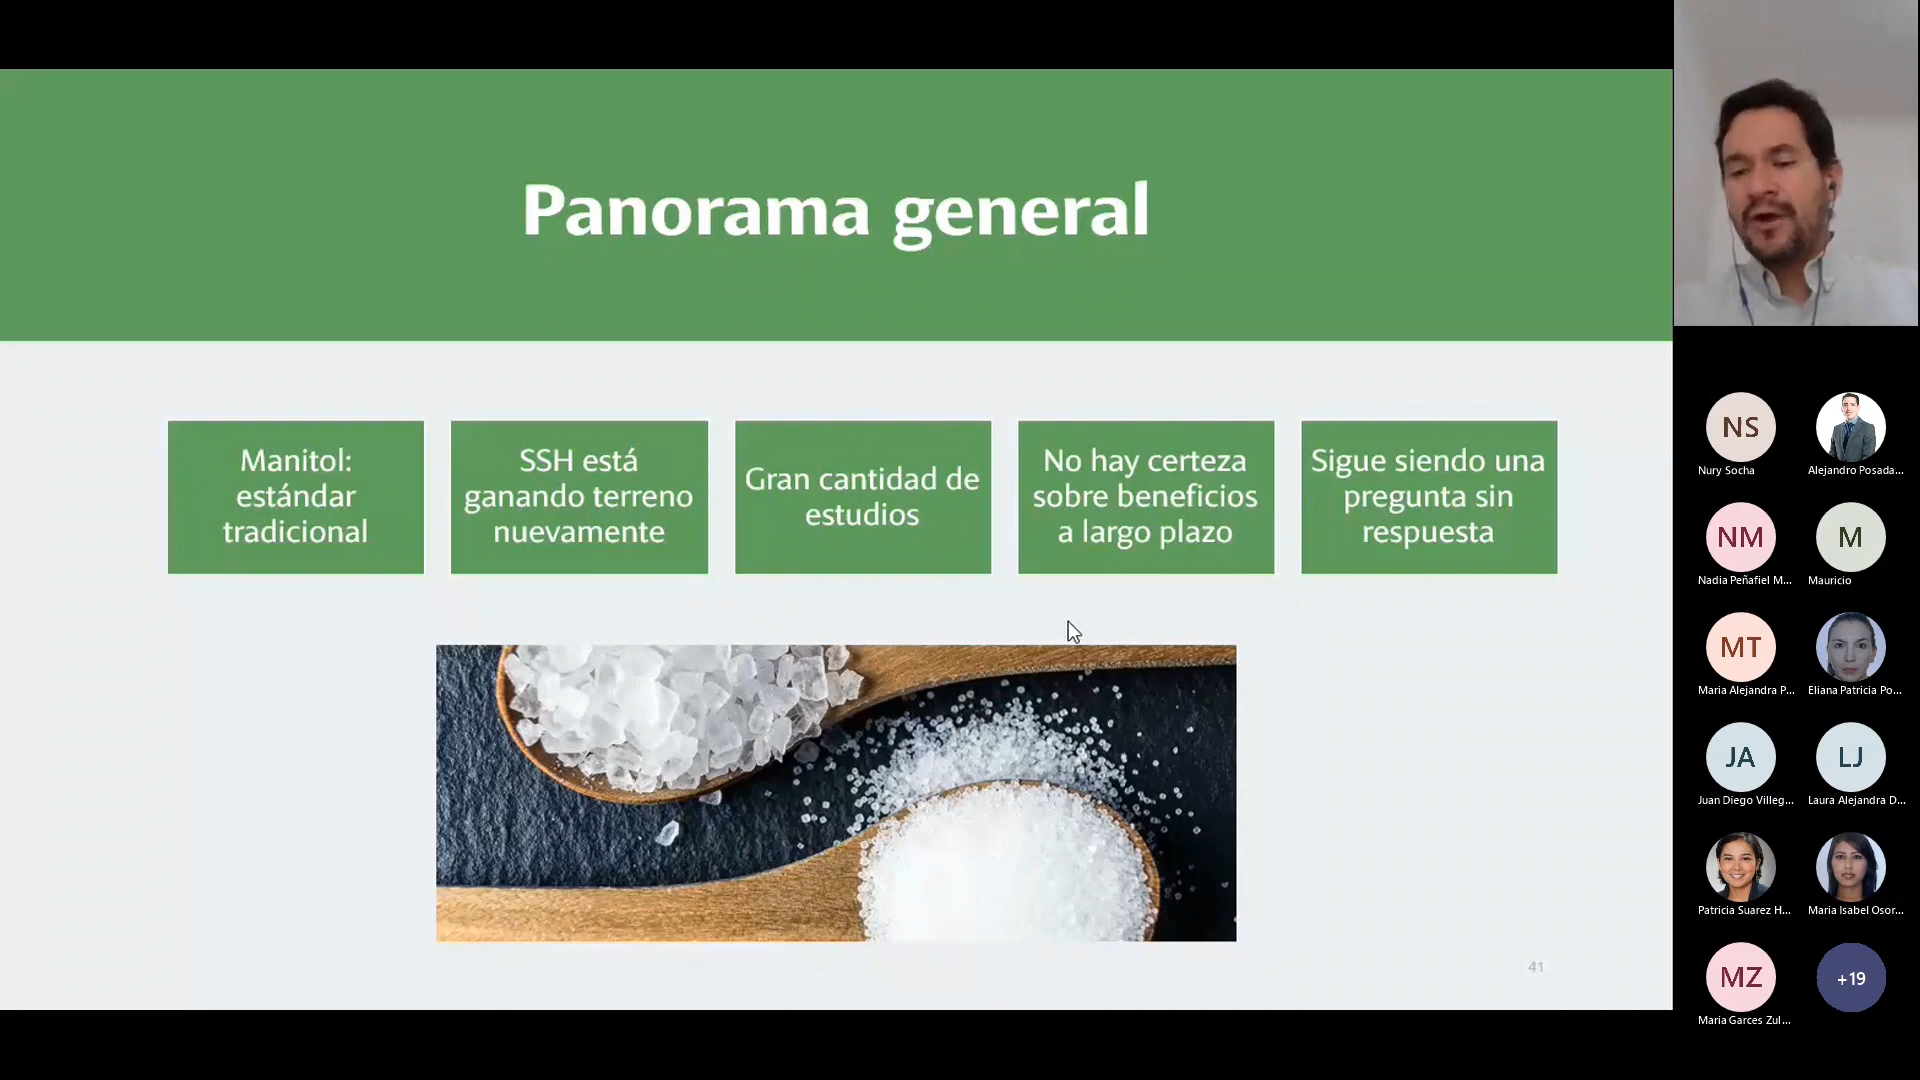 Panorama general
Manitol:
estándar
tradicional
SSH está
ganando terreno
nuevamente
Gran cantidad de
estudios
No hay certeza
sobre beneficios
a largo plazo
Sigue siendo una
pregunta sin
respuesta
41
NS
Nury Socha
Alejandro Posada...
NM
Nadia Peñafiel M...
M
Mauricio
MT
Maria Alejandra P...
Eliana Patricia Po...
JA
Juan Diego Villeg...
LJ
Laura Alejandra D...
Patricia Suarez H...
Maria Isabel Osor...
MZ
Maria Garces Zul...
+19